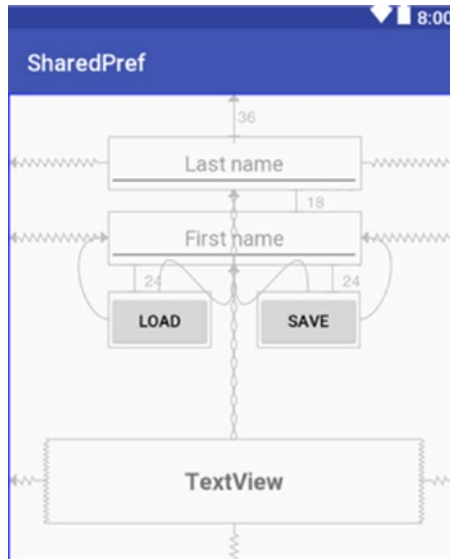 8:00
SharedPref
36
Last name
18
First name
24 24
LOAD SAVE
TextView